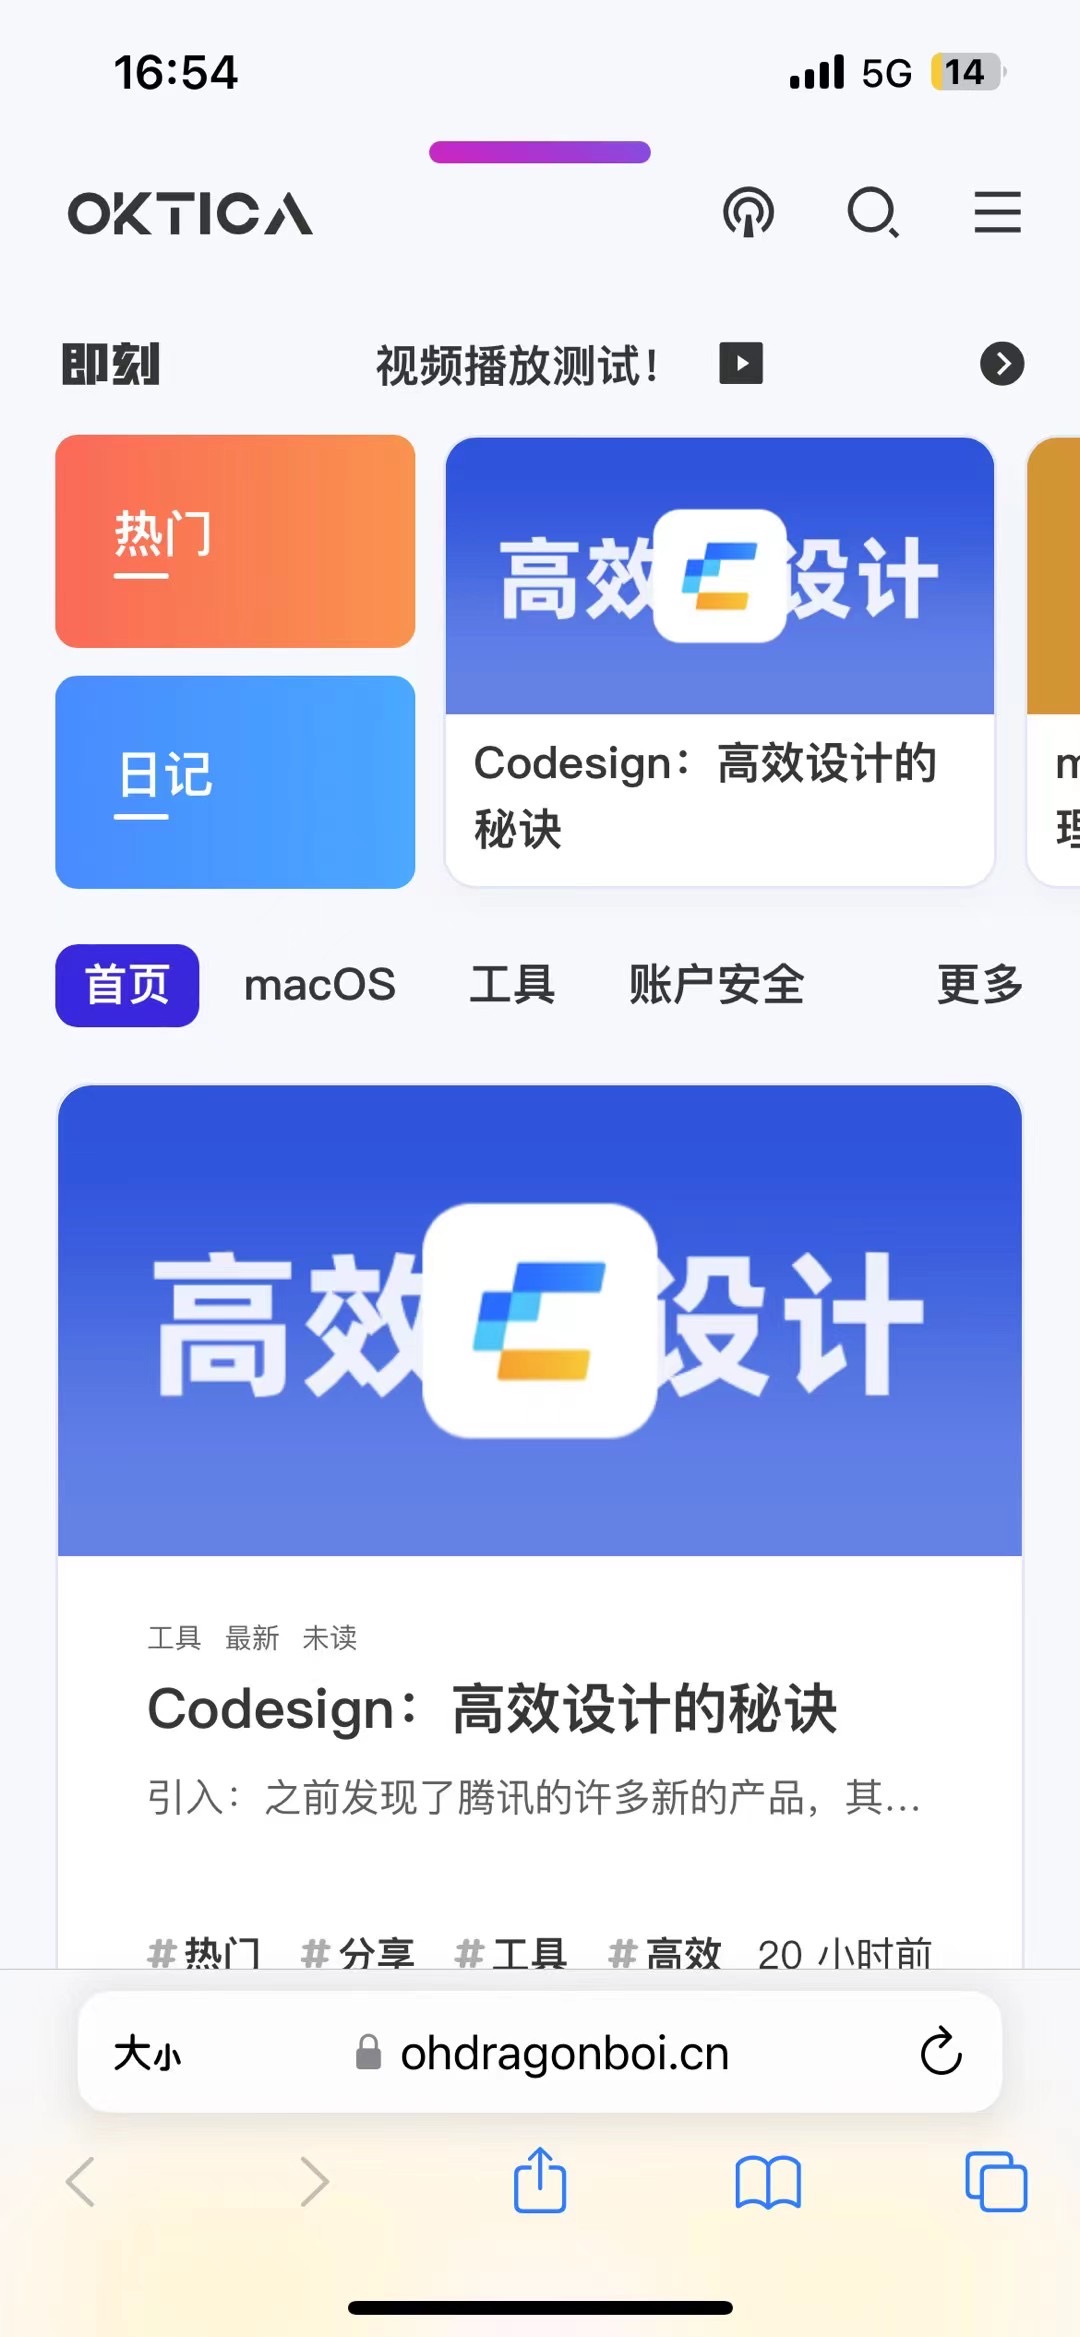 16:54
5G 14
OKTICA
即刻
视频播放测试！
热门
日记
高效设计
Codesign：高效设计的
秘诀
m
理
首页 macOS 工具 账户安全 更多
高效设计
工具 最新 未读
Codesign：高效设计的秘诀
引入：之前发现了腾讯的许多新的产品，其...
#热门 #分享 #工具 #高效 20 小时前
大小 ohdragonboi.cn